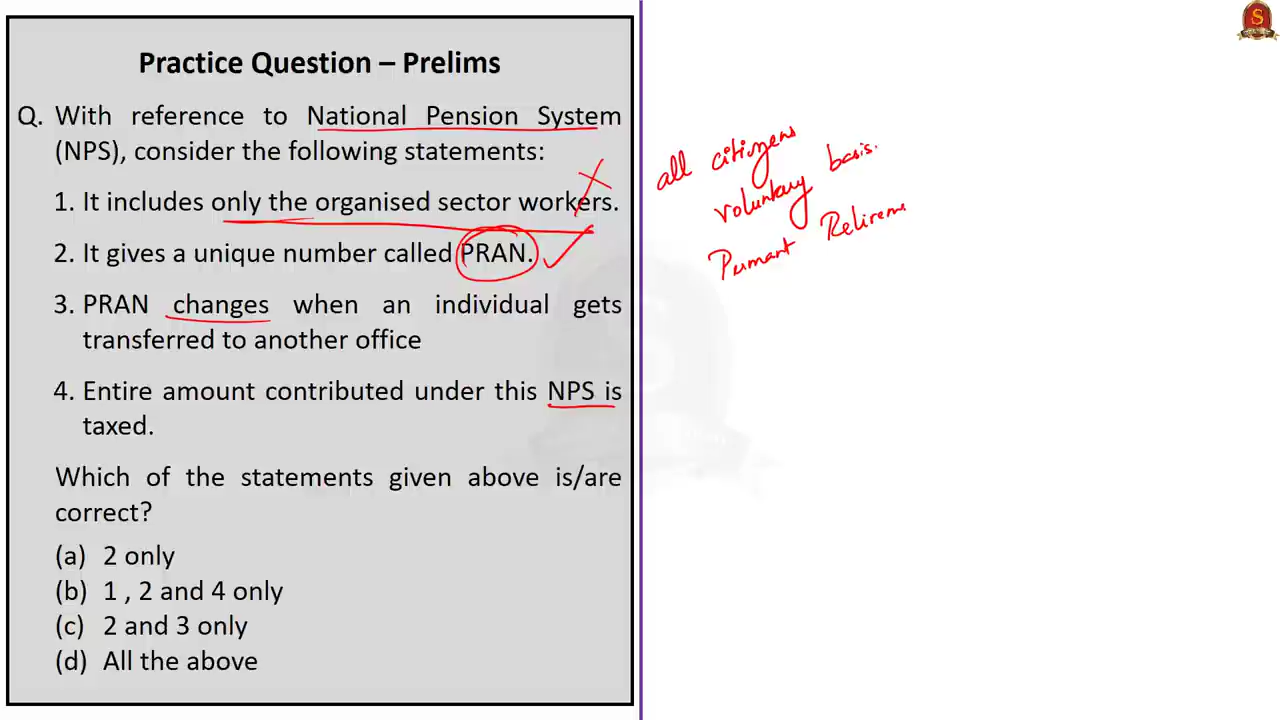 Practice Question – Prelims
Q. With reference to National Pension System
(NPS), consider the following statements:
1. It includes only the organised sector workers.
2. It gives a unique number called PRAN.
3. PRAN changes when an individual gets
transferred to another office
4. Entire amount contributed under this NPS is
taxed.
Which of the statements given above is/are
correct?
(a) 2 only
(b) 1 , 2 and 4 only
(c) 2 and 3 only
(d) All the above
all citizens
voluntary basis.